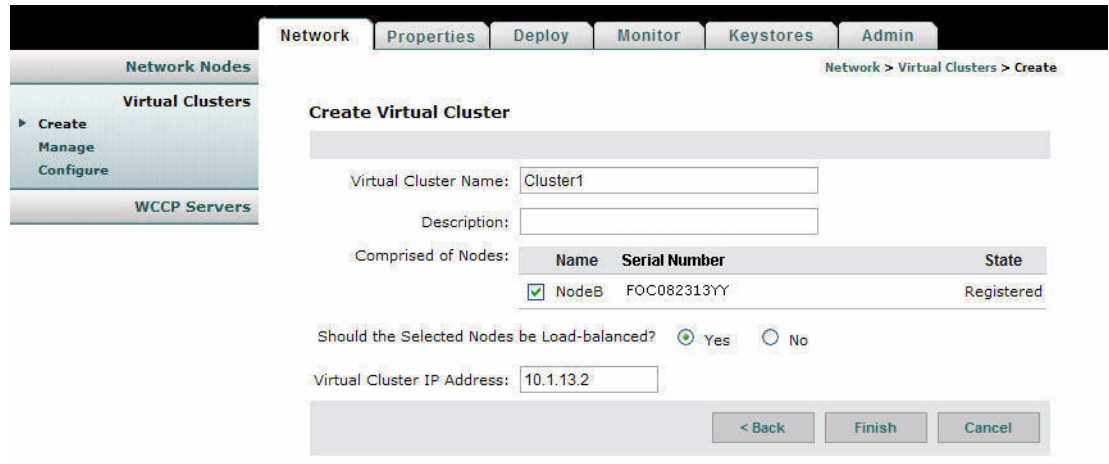 Network Properties Deploy Monitor Keystores Admin
Network Nodes
Network > Virtual Clusters > Create
Virtual Clusters
Create
Manage
Configure
WCCP Servers
Create Virtual Cluster
Virtual Cluster Name: Cluster1
Description:
Comprised of Nodes: Name Serial Number State
NodeB FOC082313YY Registered
Should the Selected Nodes be Load-balanced? Yes No
Virtual Cluster IP Address: 10.1.13.2
< Back Finish Cancel